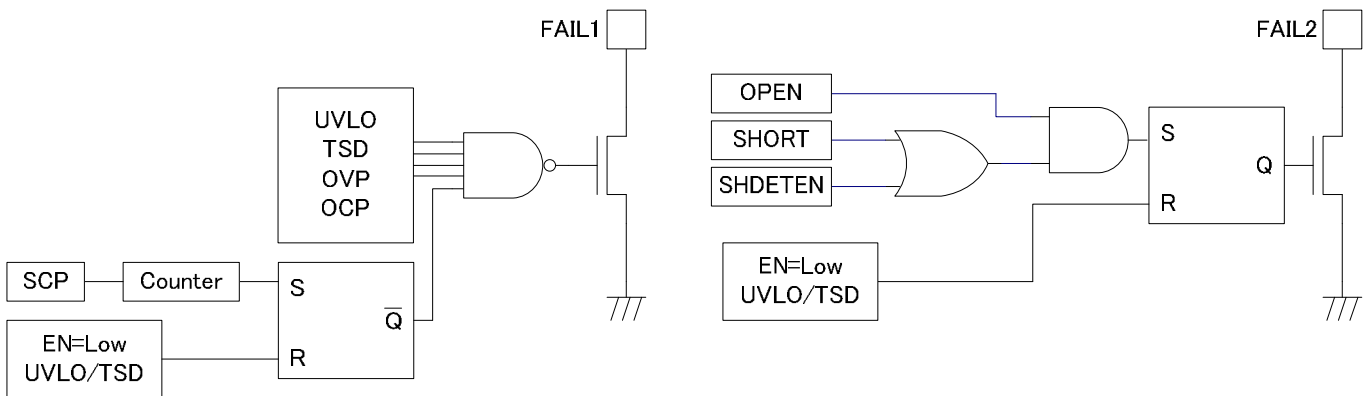 FAIL1
UVLO
TSD
OVP
OCP
SCP
Counter
S
R
Q
EN=Low
UVLO/TSD
FAIL2
OPEN
SHORT
SHDETEN
S
R
Q
EN=Low
UVLO/TSD